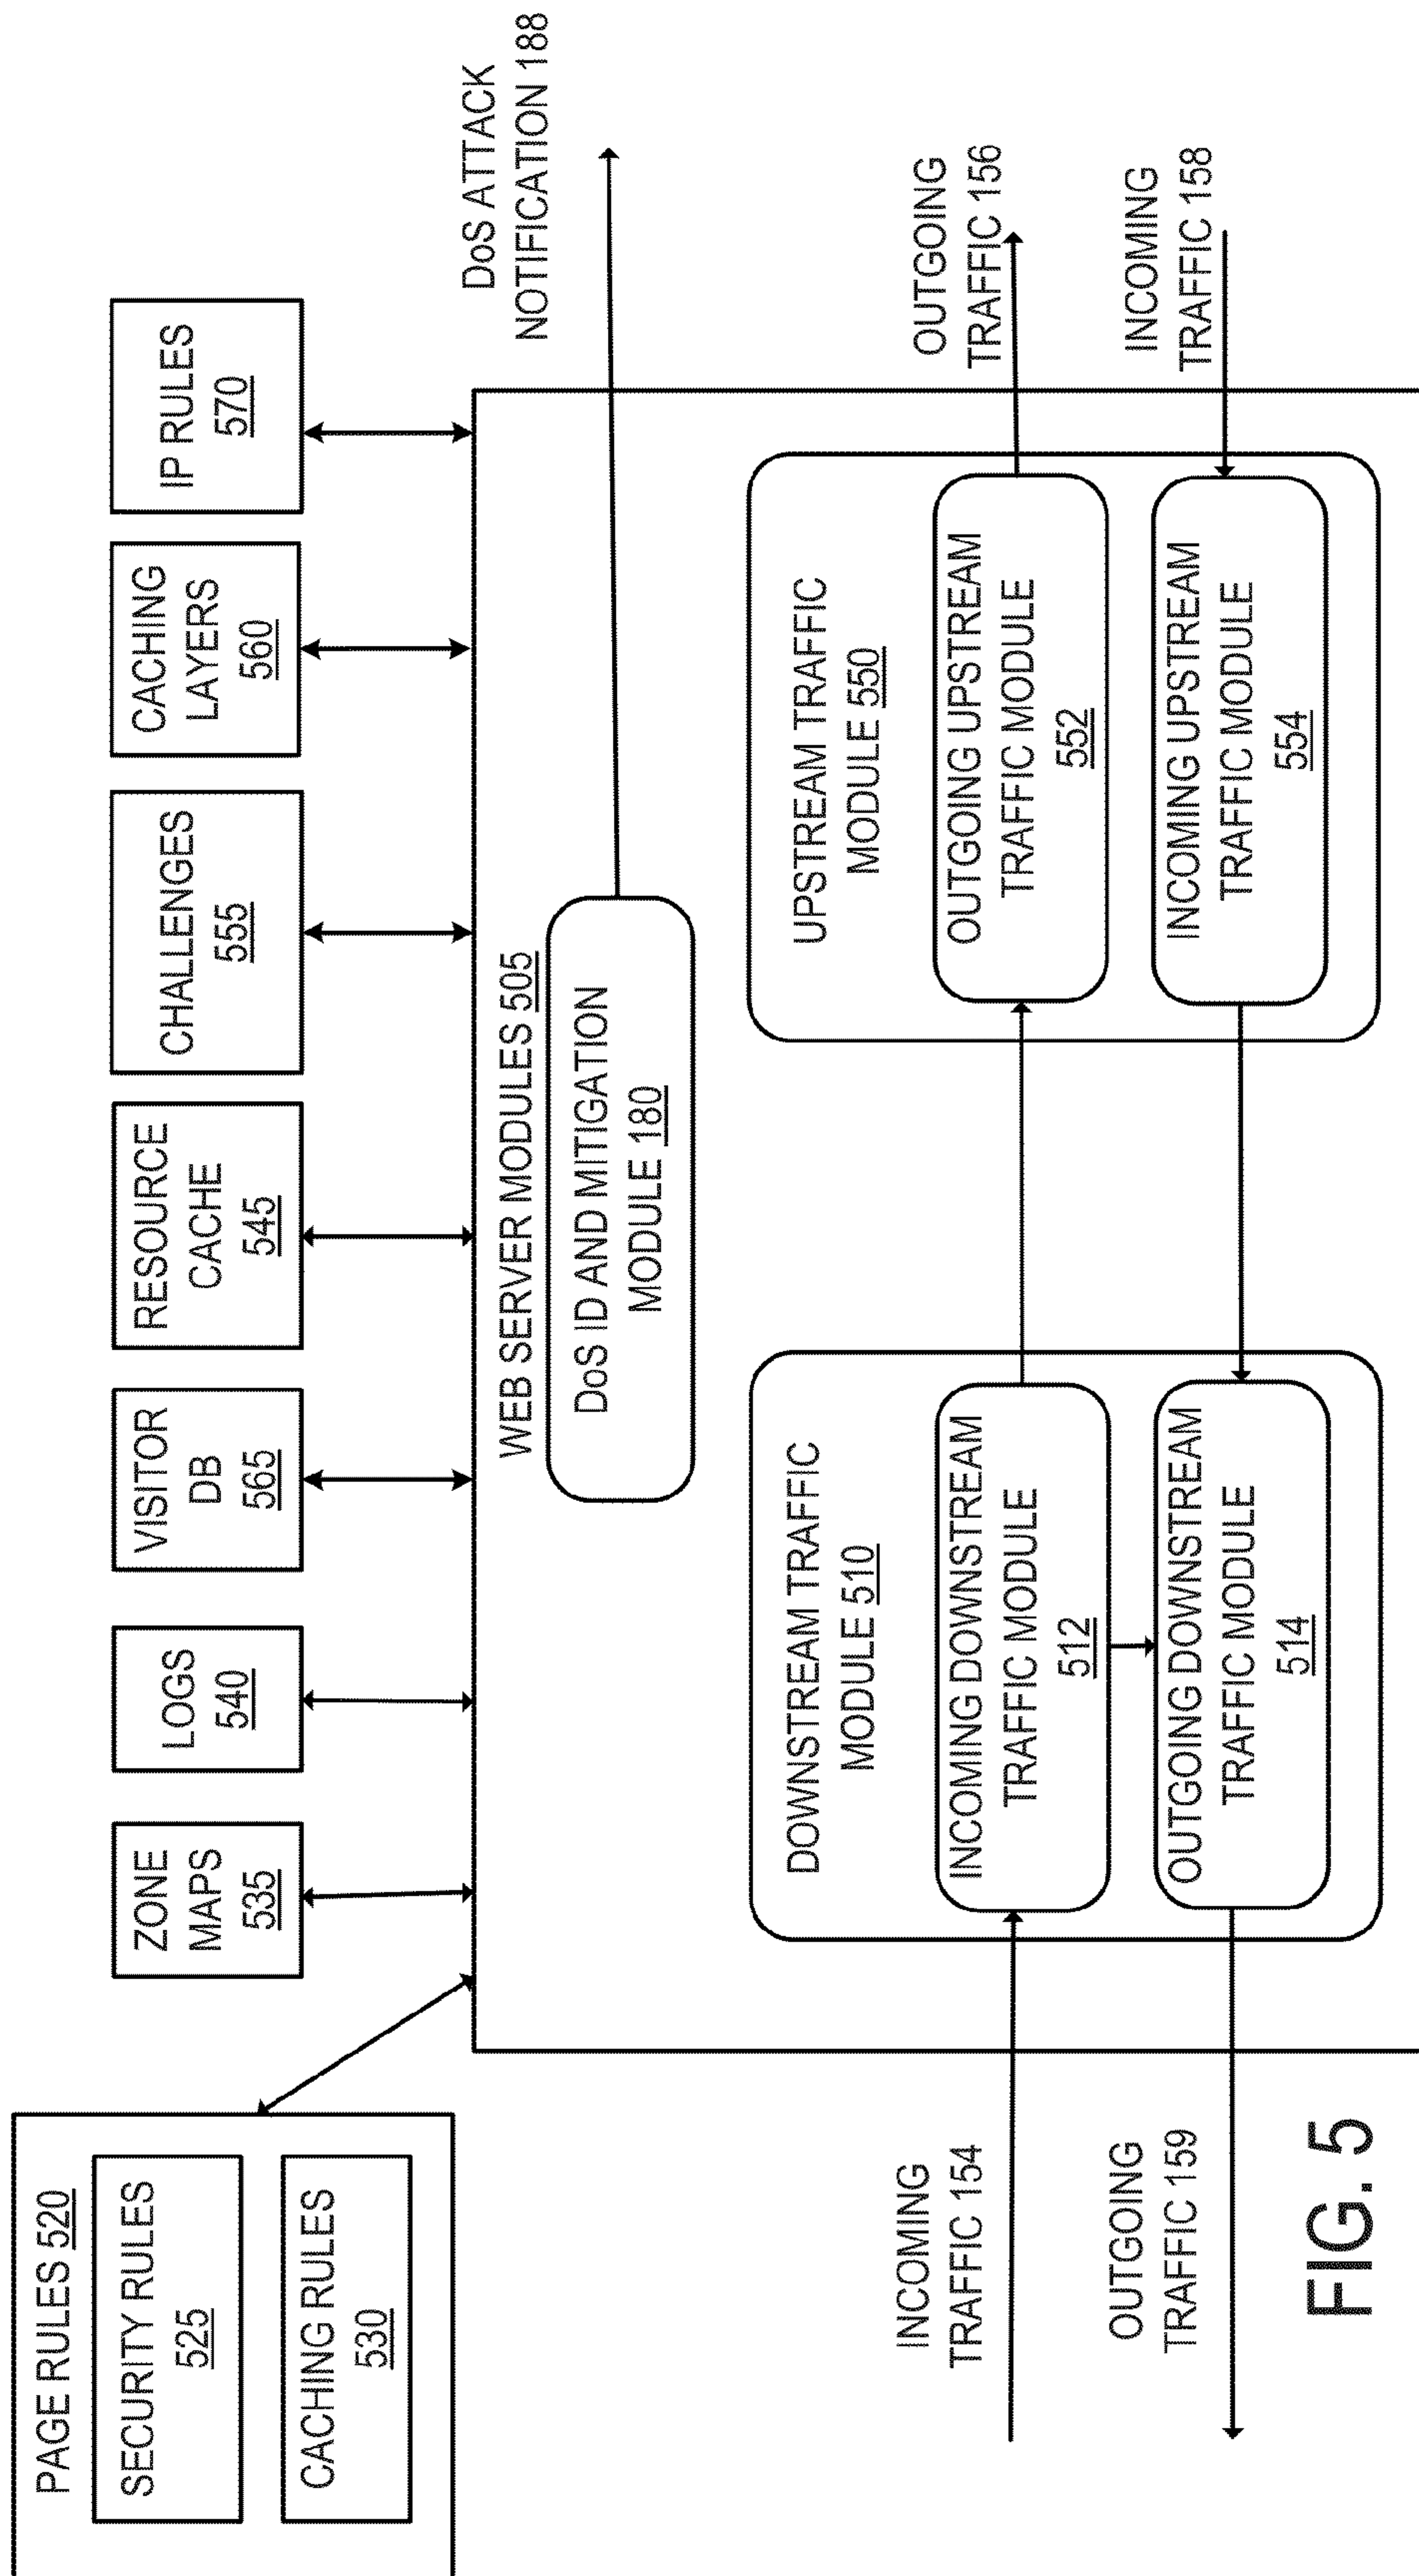 PAGE RULES 520
SECURITY RULES
525
CACHING RULES
530
ZONE
MAPS
535
LOGS
540
VISITOR
DB
565
RESOURCE
CACHE
545
CHALLENGES
555
CACHING
LAYERS
560
IP RULES
570
WEB SERVER MODULES 505
DoS ID AND MITIGATION
MODULE 180
DoS ATTACK
NOTIFICATION 188
DOWNSTREAM TRAFFIC
MODULE 510
INCOMING DOWNSTREAM
TRAFFIC MODULE
512
OUTGOING DOWNSTREAM
TRAFFIC MODULE
514
UPSTREAM TRAFFIC
MODULE 550
OUTGOING UPSTREAM
TRAFFIC MODULE
552
INCOMING UPSTREAM
TRAFFIC MODULE
554
INCOMING
TRAFFIC 154
OUTGOING
TRAFFIC 159
OUTGOING
TRAFFIC 156
INCOMING
TRAFFIC 158
FIG. 5